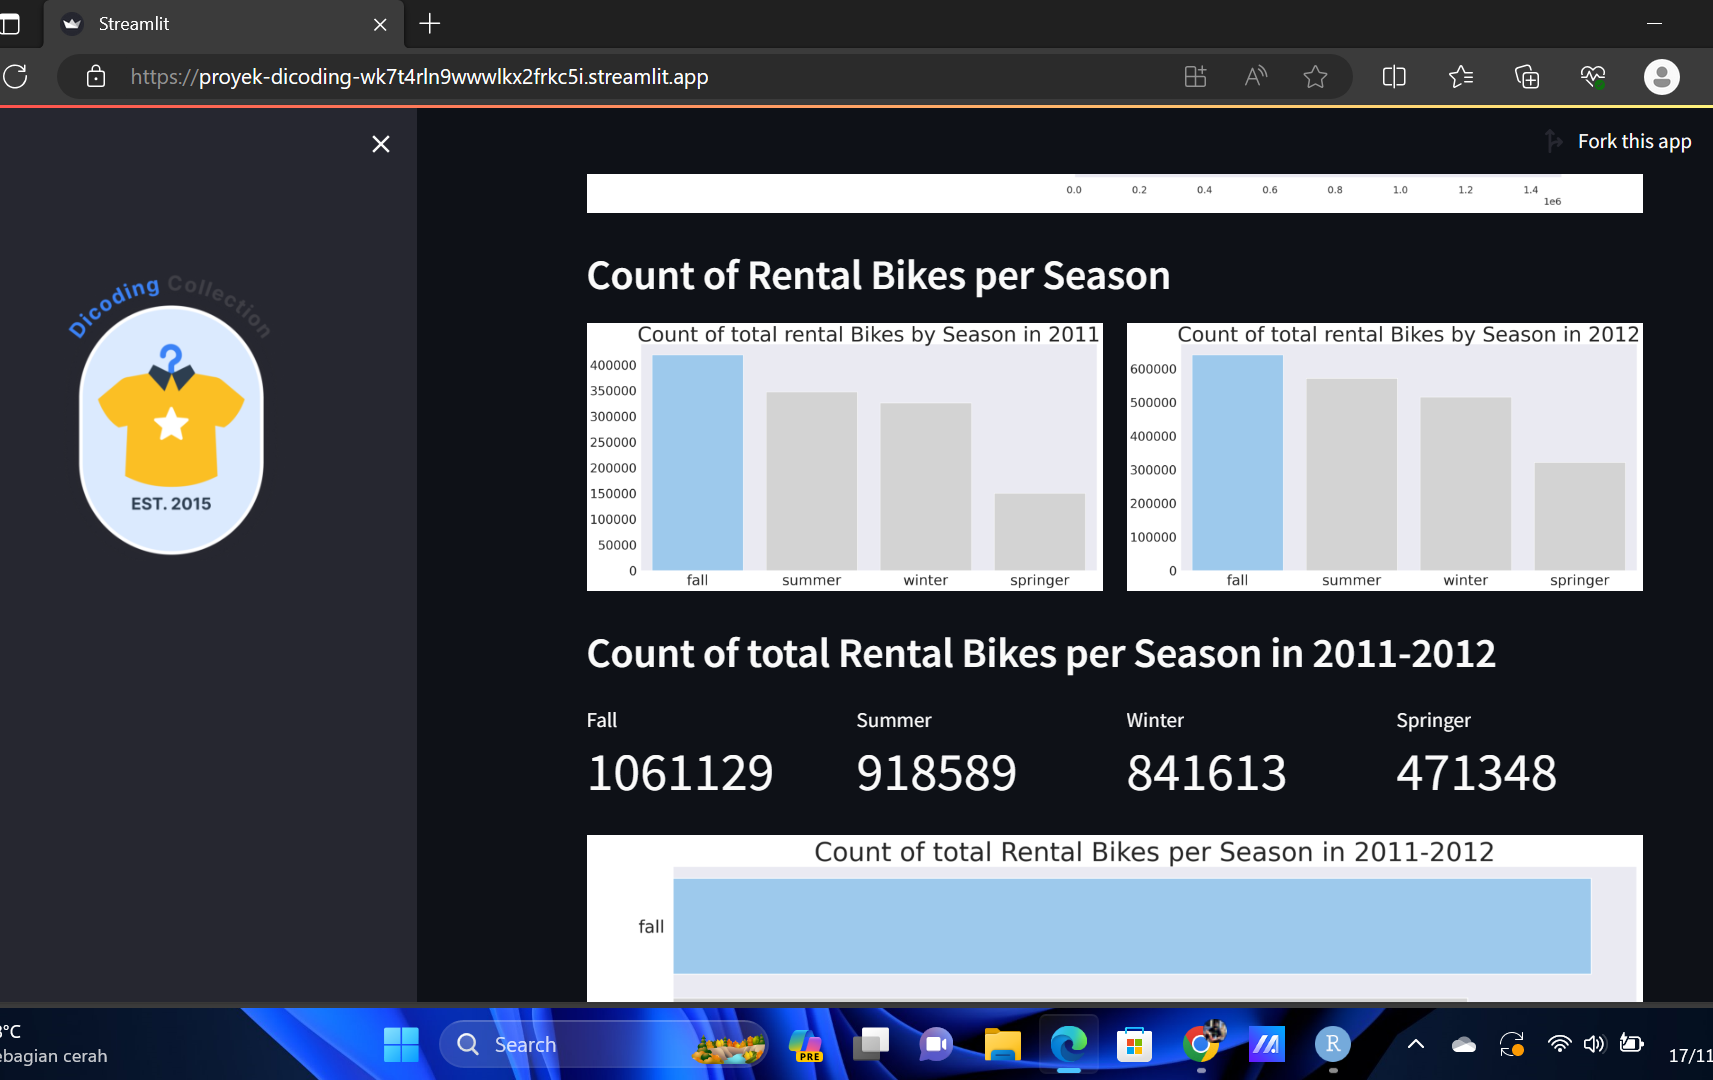 Streamlit
https://proyek-dicoding-wk7t4rln9wwwlkx2frkc5i.streamlit.app
Fork this app
Dicoding Collection
EST. 2015
0.0 0.2 0.4 0.6 0.8 1.0 1.2 1.4
1e6
Count of Rental Bikes per Season
Count of total rental Bikes by Season in 2011
400000
350000
300000
250000
200000
150000
100000
50000
0
fall summer winter springer
Count of total rental Bikes by Season in 2012
600000
500000
400000
300000
200000
100000
0
fall summer winter springer
Count of total Rental Bikes per Season in 2011-2012
Fall Summer Winter Springer
1061129 918589 841613 471348
Count of total Rental Bikes per Season in 2011-2012
fall
°C
ebagian cerah
Search
PRE
R
17/11